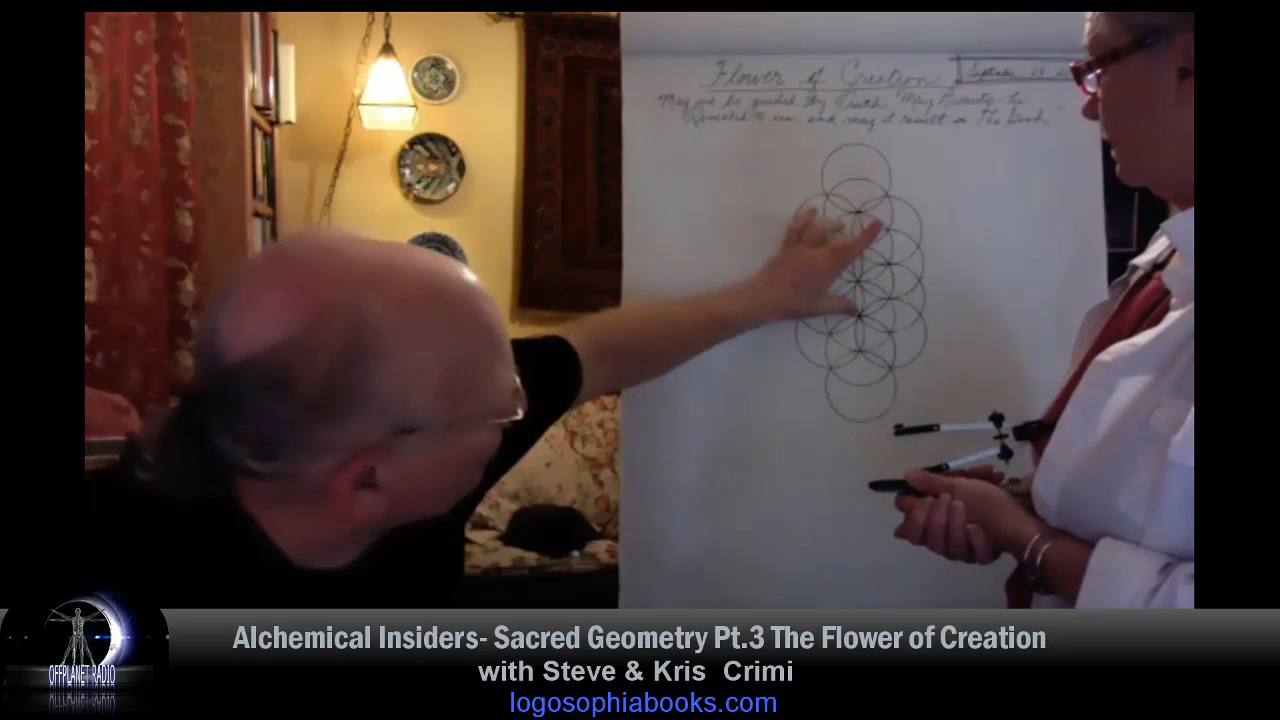 Flower of Creation
"May we be guided by Truth May Beauty be
Revealed to us and may it result in The Good"
OFFPLANET RADIO
Alchemical Insiders- Sacred Geometry Pt.3 The Flower of Creation
with Steve & Kris Crimi
logosophiabooks.com